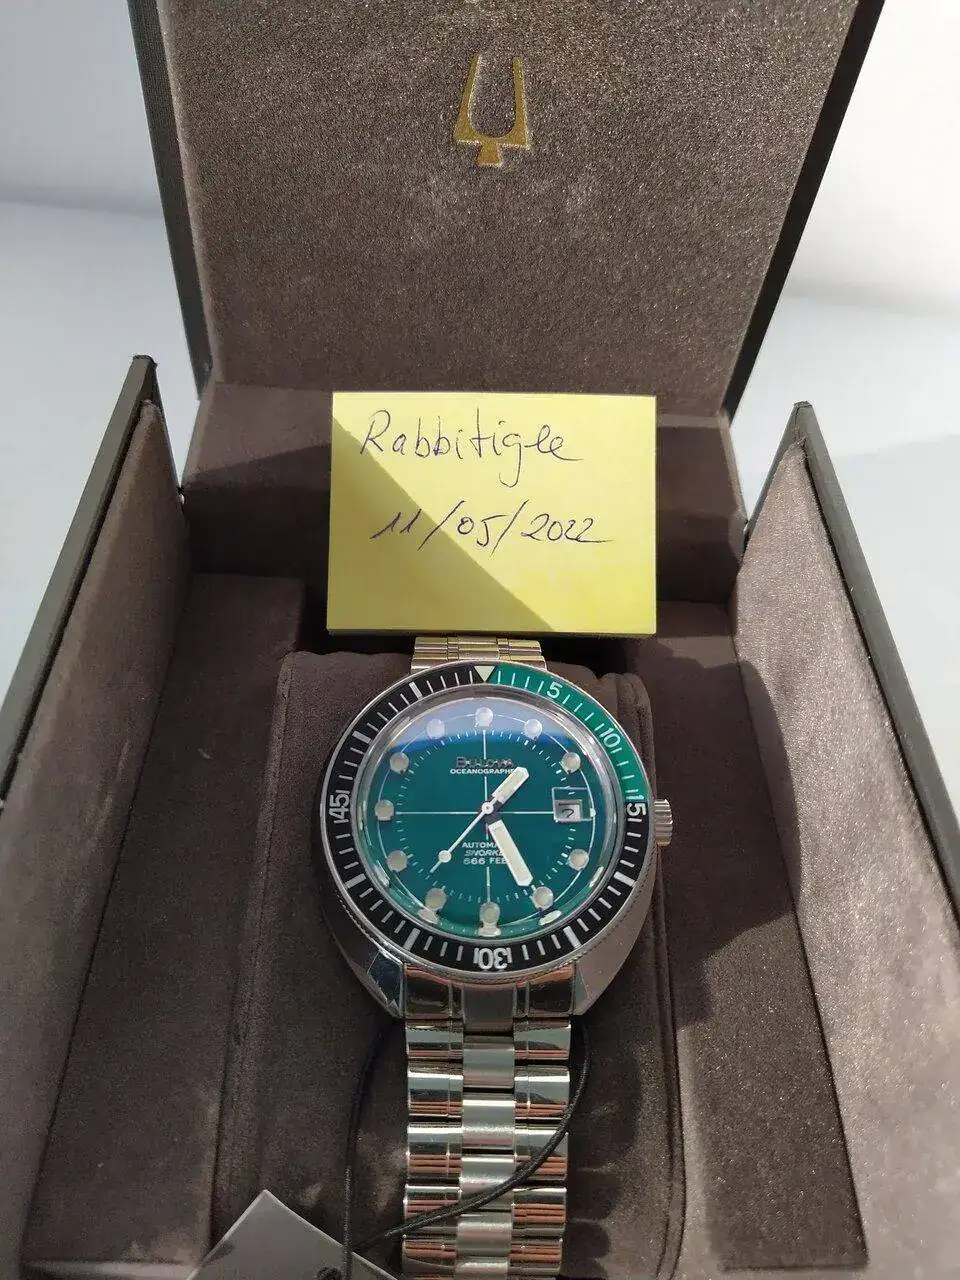 Rabbitigle
11/05/2022
5
10
15
BULOVA
OCEANOGRAPHER
45
AUTOMATIC
SNORKEL
666 FEET
30